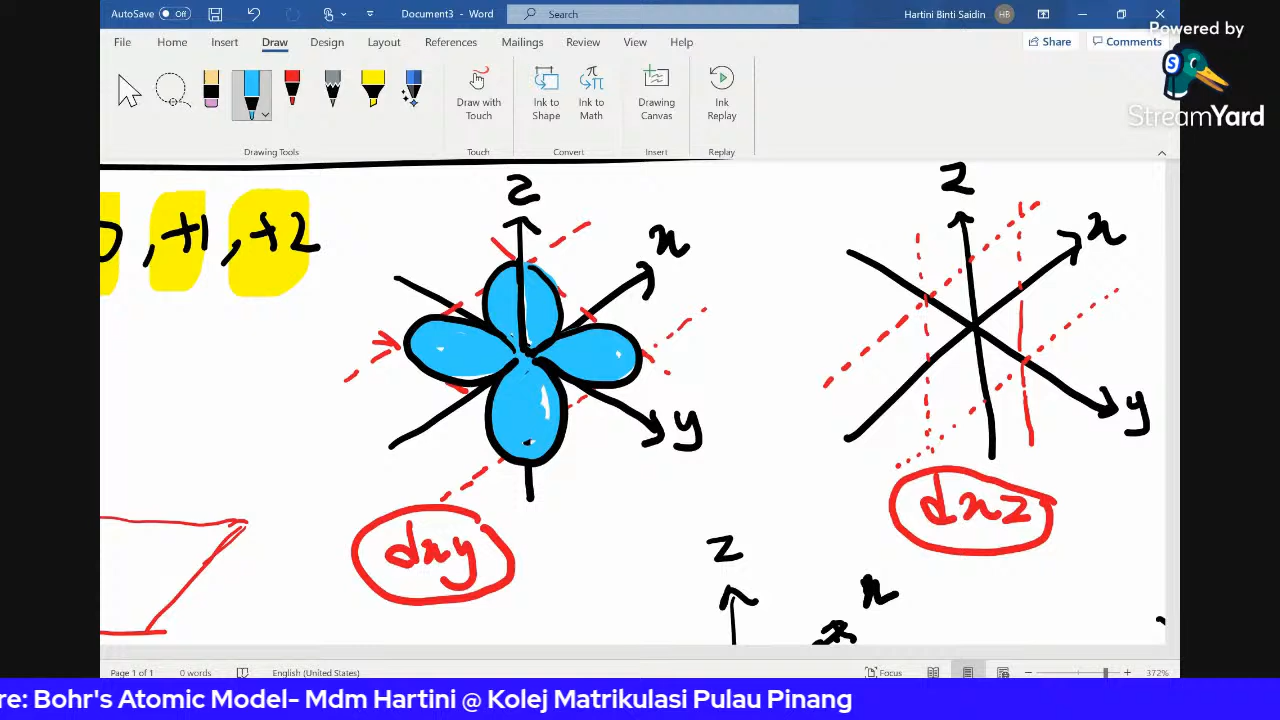 AutoSave Off Document3 - Word Search Hartini Binti Saidin HB
Powered by
StreamYard
File Home Insert Draw Design Layout References Mailings Review View Help Share Comments
Draw with Touch
Ink to Shape
Ink to Math
Drawing Canvas
Ink Replay
Drawing Tools Touch Convert Insert Replay
0, +1, +2
z
x
y
dxy
z
x
y
dxz
z
x
Page 1 of 1 0 words English (United States) Focus 372%
re: Bohr's Atomic Model- Mdm Hartini @ Kolej Matrikulasi Pulau Pinang